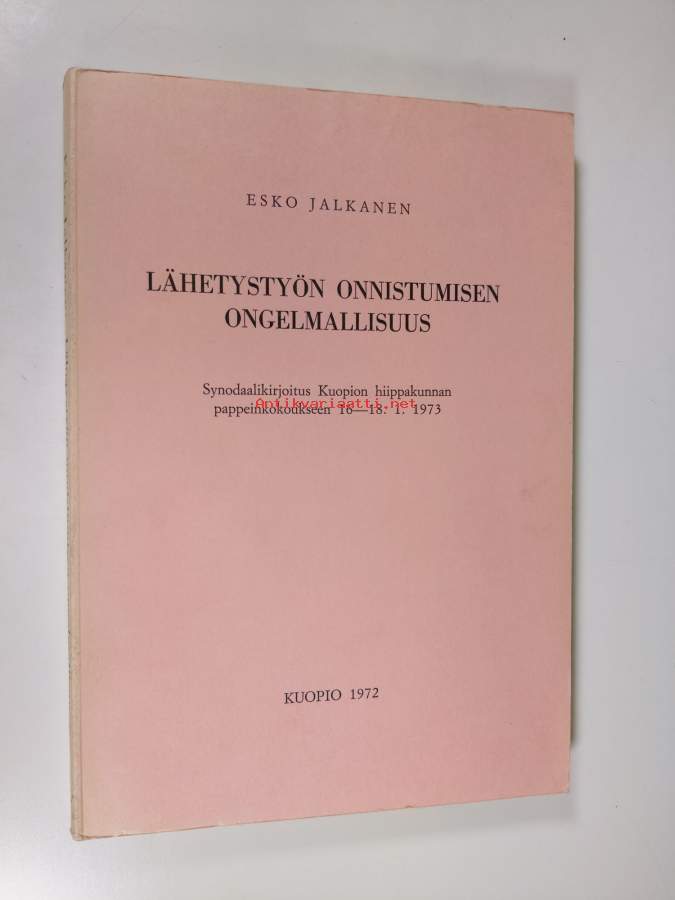 ESKO JALKANEN
LÄHETYSTYÖN ONNISTUMISEN
ONGELMALLISUUS
Synodaalikirjoitus Kuopion hiippakunnan
Antikvariaatti.net
pappeinkokoukseen 16—18. 1. 1973
KUOPIO 1972